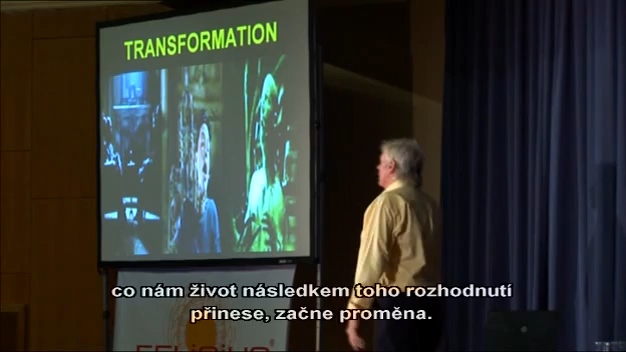 TRANSFORMATION
co nám život následkem toho rozhodnutí
přinese, začne proměna.